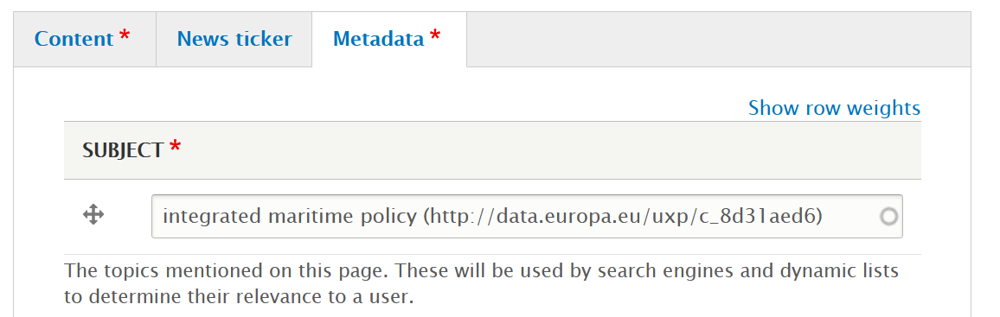 Content * News ticker Metadata *
Show row weights
SUBJECT *
integrated maritime policy (http://data.europa.eu/uxp/c_8d31aed6)
The topics mentioned on this page. These will be used by search engines and dynamic lists
to determine their relevance to a user.